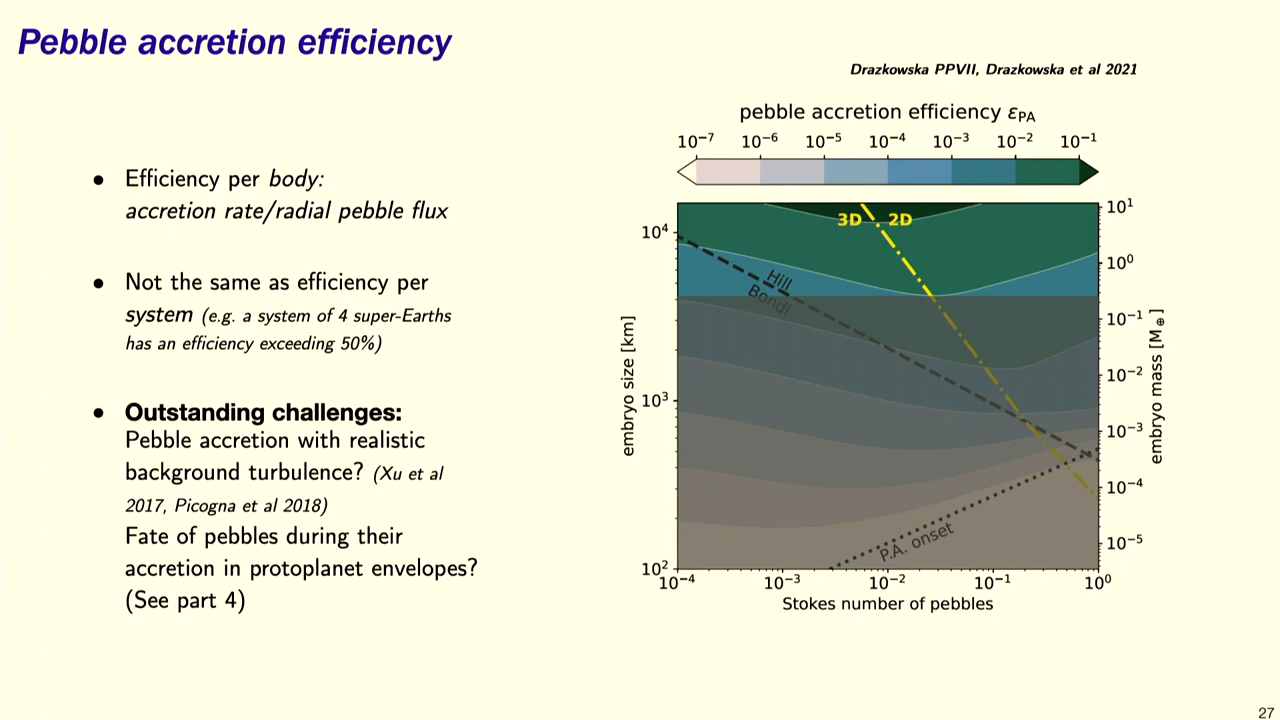 Pebble accretion efficiency
Drazkowska PPVII, Drazkowska et al 2021
• Efficiency per body:
accretion rate/radial pebble flux
• Not the same as efficiency per
system (e.g. a system of 4 super-Earths
has an efficiency exceeding 50%)
• Outstanding challenges:
Pebble accretion with realistic
background turbulence? (Xu et al
2017, Picogna et al 2018)
Fate of pebbles during their
accretion in protoplanet envelopes?
(See part 4)
pebble accretion efficiency εPA
10⁻⁷ 10⁻⁶ 10⁻⁵ 10⁻⁴ 10⁻³ 10⁻² 10⁻¹
3D 2D
Hill
Bondi
P.A. onset
embryo size [km]
10⁴
10³
10²
10¹
10⁰
10⁻¹
10⁻²
10⁻³
10⁻⁴
10⁻⁵
embryo mass [M⊕]
10⁻⁴ 10⁻³ 10⁻² 10⁻¹ 10⁰
Stokes number of pebbles
27